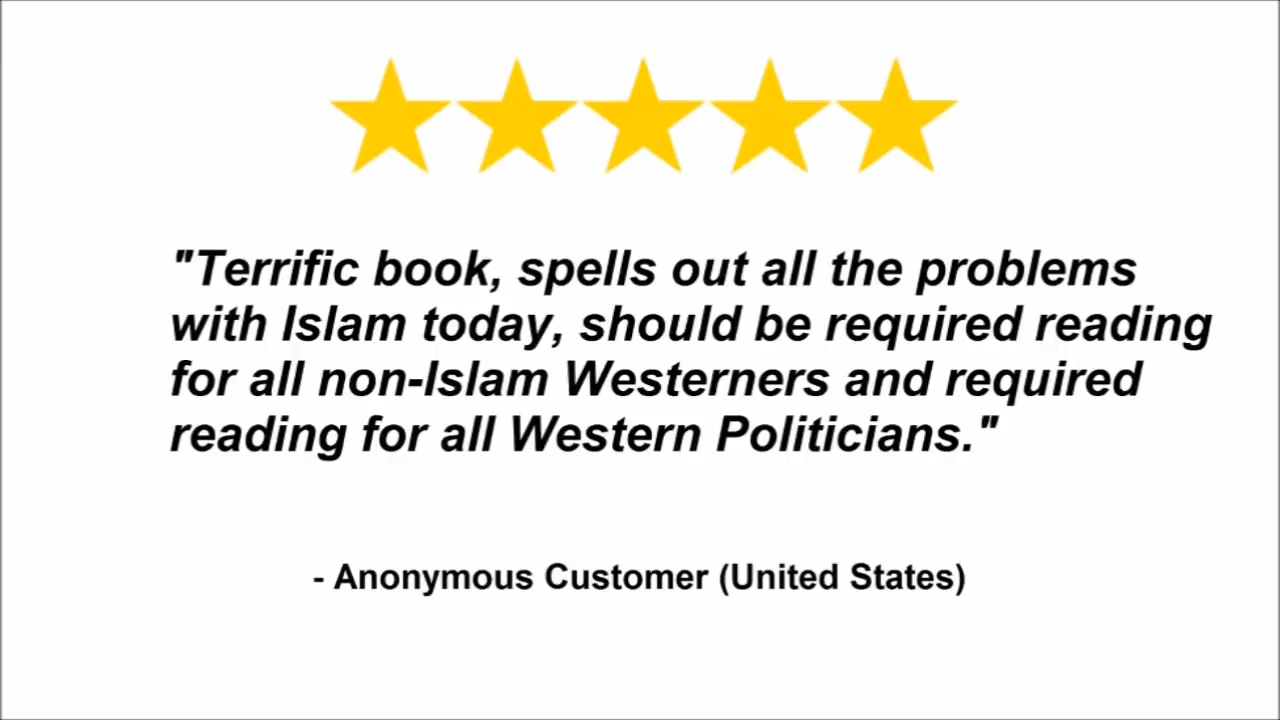 "Terrific book, spells out all the problems
with Islam today, should be required reading
for all non-Islam Westerners and required
reading for all Western Politicians."
- Anonymous Customer (United States)